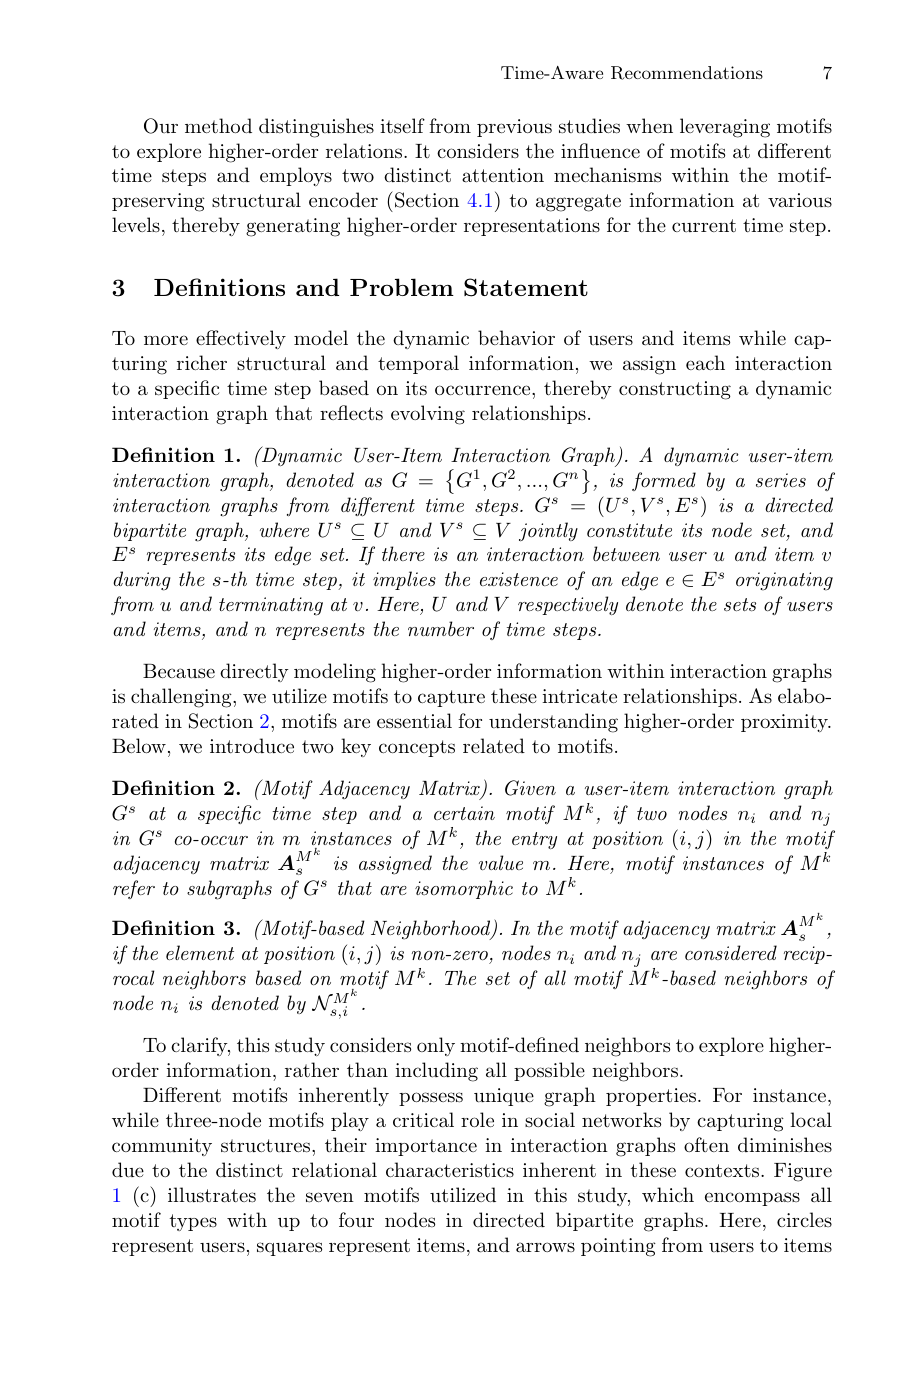 Time-Aware Recommendations 7
Our method distinguishes itself from previous studies when leveraging motifs
to explore higher-order relations. It considers the influence of motifs at different
time steps and employs two distinct attention mechanisms within the motif-
preserving structural encoder (Section 4.1) to aggregate information at various
levels, thereby generating higher-order representations for the current time step.
3 Definitions and Problem Statement
To more effectively model the dynamic behavior of users and items while cap-
turing richer structural and temporal information, we assign each interaction
to a specific time step based on its occurrence, thereby constructing a dynamic
interaction graph that reflects evolving relationships.
Definition 1. (Dynamic User-Item Interaction Graph). A dynamic user-item
interaction graph, denoted as $G = \{G^1, G^2, ..., G^n\}$, is formed by a series of
interaction graphs from different time steps. $G^s = (U^s, V^s, E^s)$ is a directed
bipartite graph, where $U^s \subseteq U$ and $V^s \subseteq V$ jointly constitute its node set, and
$E^s$ represents its edge set. If there is an interaction between user u and item v
during the s-th time step, it implies the existence of an edge $e \in E^s$ originating
from u and terminating at v. Here, U and V respectively denote the sets of users
and items, and n represents the number of time steps.
Because directly modeling higher-order information within interaction graphs
is challenging, we utilize motifs to capture these intricate relationships. As elabo-
rated in Section 2, motifs are essential for understanding higher-order proximity.
Below, we introduce two key concepts related to motifs.
Definition 2. (Motif Adjacency Matrix). Given a user-item interaction graph
$G^s$ at a specific time step and a certain motif $M^k$, if two nodes $n_i$ and $n_j$
in $G^s$ co-occur in m instances of $M^k$, the entry at position $(i, j)$ in the motif
adjacency matrix $\boldsymbol{A}_s^{M^k}$ is assigned the value m. Here, motif instances of $M^k$
refer to subgraphs of $G^s$ that are isomorphic to $M^k$.
Definition 3. (Motif-based Neighborhood). In the motif adjacency matrix $\boldsymbol{A}_s^{M^k}$,
if the element at position $(i, j)$ is non-zero, nodes $n_i$ and $n_j$ are considered recip-
rocal neighbors based on motif $M^k$. The set of all motif $M^k$-based neighbors of
node $n_i$ is denoted by $\mathcal{N}_{s,i}^{M^k}$.
To clarify, this study considers only motif-defined neighbors to explore higher-
order information, rather than including all possible neighbors.
Different motifs inherently possess unique graph properties. For instance,
while three-node motifs play a critical role in social networks by capturing local
community structures, their importance in interaction graphs often diminishes
due to the distinct relational characteristics inherent in these contexts. Figure
1 (c) illustrates the seven motifs utilized in this study, which encompass all
motif types with up to four nodes in directed bipartite graphs. Here, circles
represent users, squares represent items, and arrows pointing from users to items